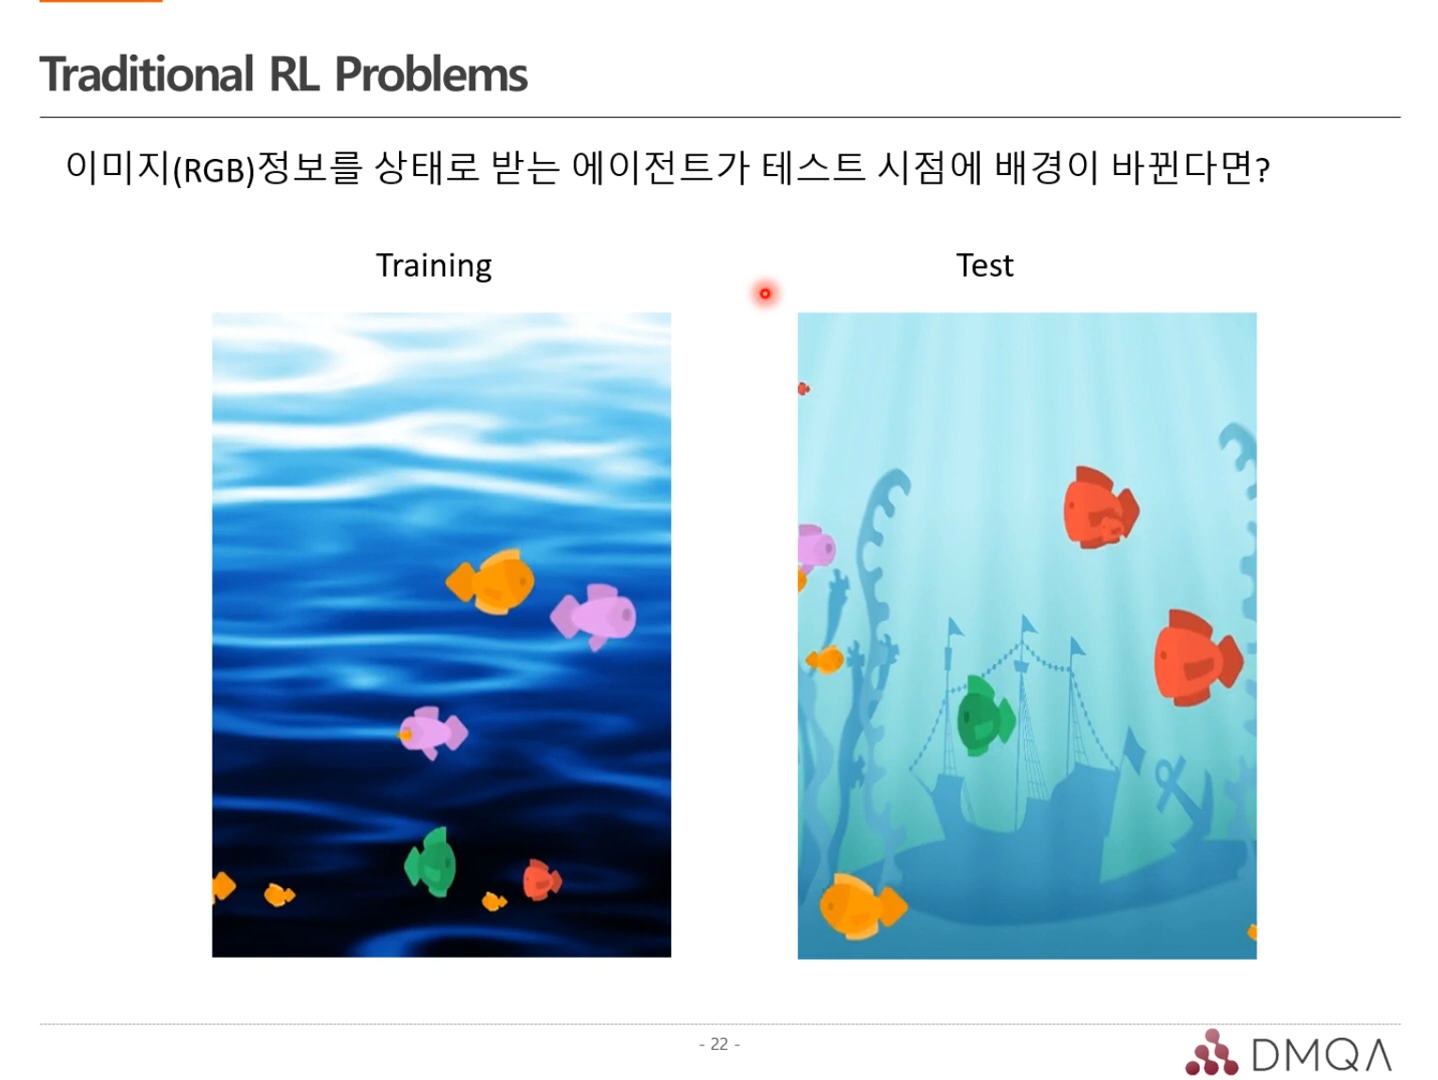 Traditional RL Problems
이미지(RGB)정보를 상태로 받는 에이전트가 테스트 시점에 배경이 바뀐다면?
Training
Test
- 22 -
DMQA